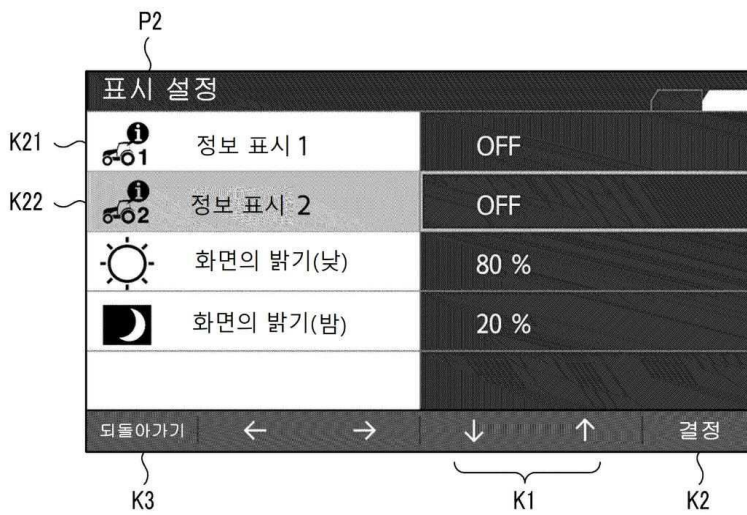 P2
표시 설정
K21
1
정보 표시 1
OFF
K22
2
정보 표시 2
OFF
화면의 밝기(낮)
80 %
화면의 밝기(밤)
20 %
되돌아가기 ← → ↓ ↑ 결정
K3 K1 K2